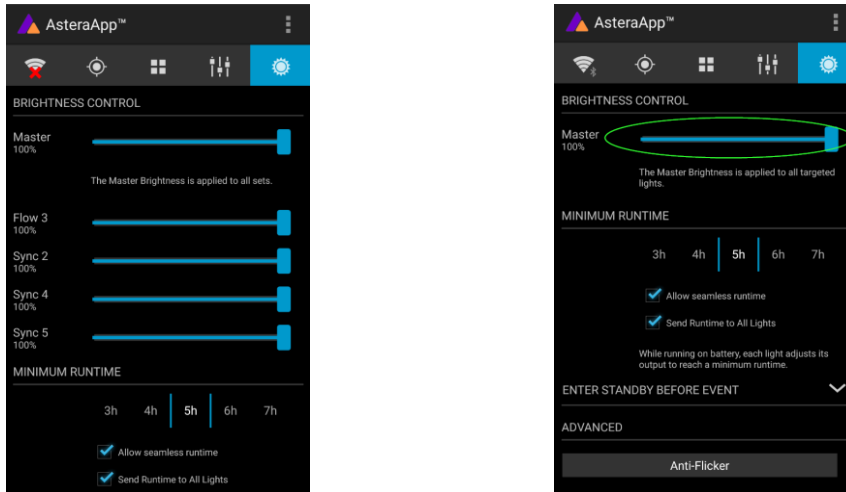 AsteraApp™
BRIGHTNESS CONTROL
Master
100%
The Master Brightness is applied to all sets.
Flow 3
100%
Sync 2
100%
Sync 4
100%
Sync 5
100%
MINIMUM RUNTIME
3h 4h 5h 6h 7h
Allow seamless runtime
Send Runtime to All Lights
AsteraApp™
BRIGHTNESS CONTROL
Master
100%
The Master Brightness is applied to all targeted
lights.
MINIMUM RUNTIME
3h 4h 5h 6h 7h
Allow seamless runtime
Send Runtime to All Lights
While running on battery, each light adjusts its
output to reach a minimum runtime.
ENTER STANDBY BEFORE EVENT
ADVANCED
Anti-Flicker